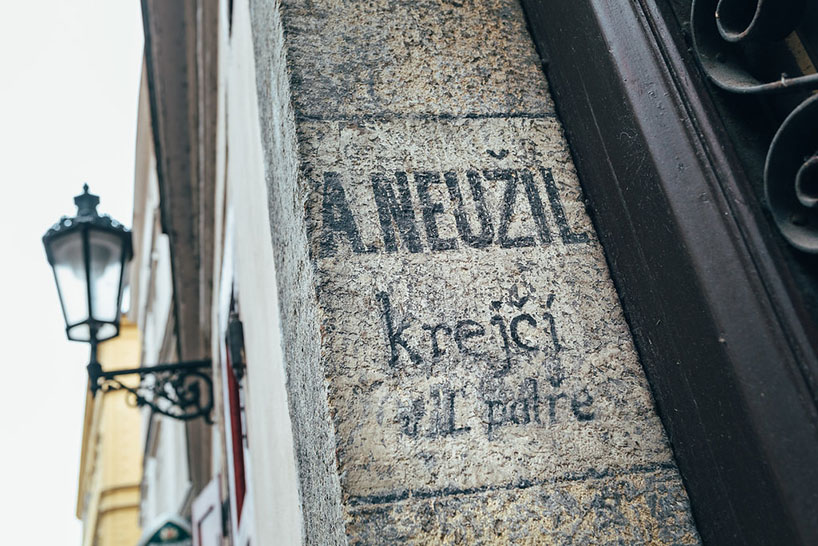 A. NEUŽIL
krejčí
v II. patře